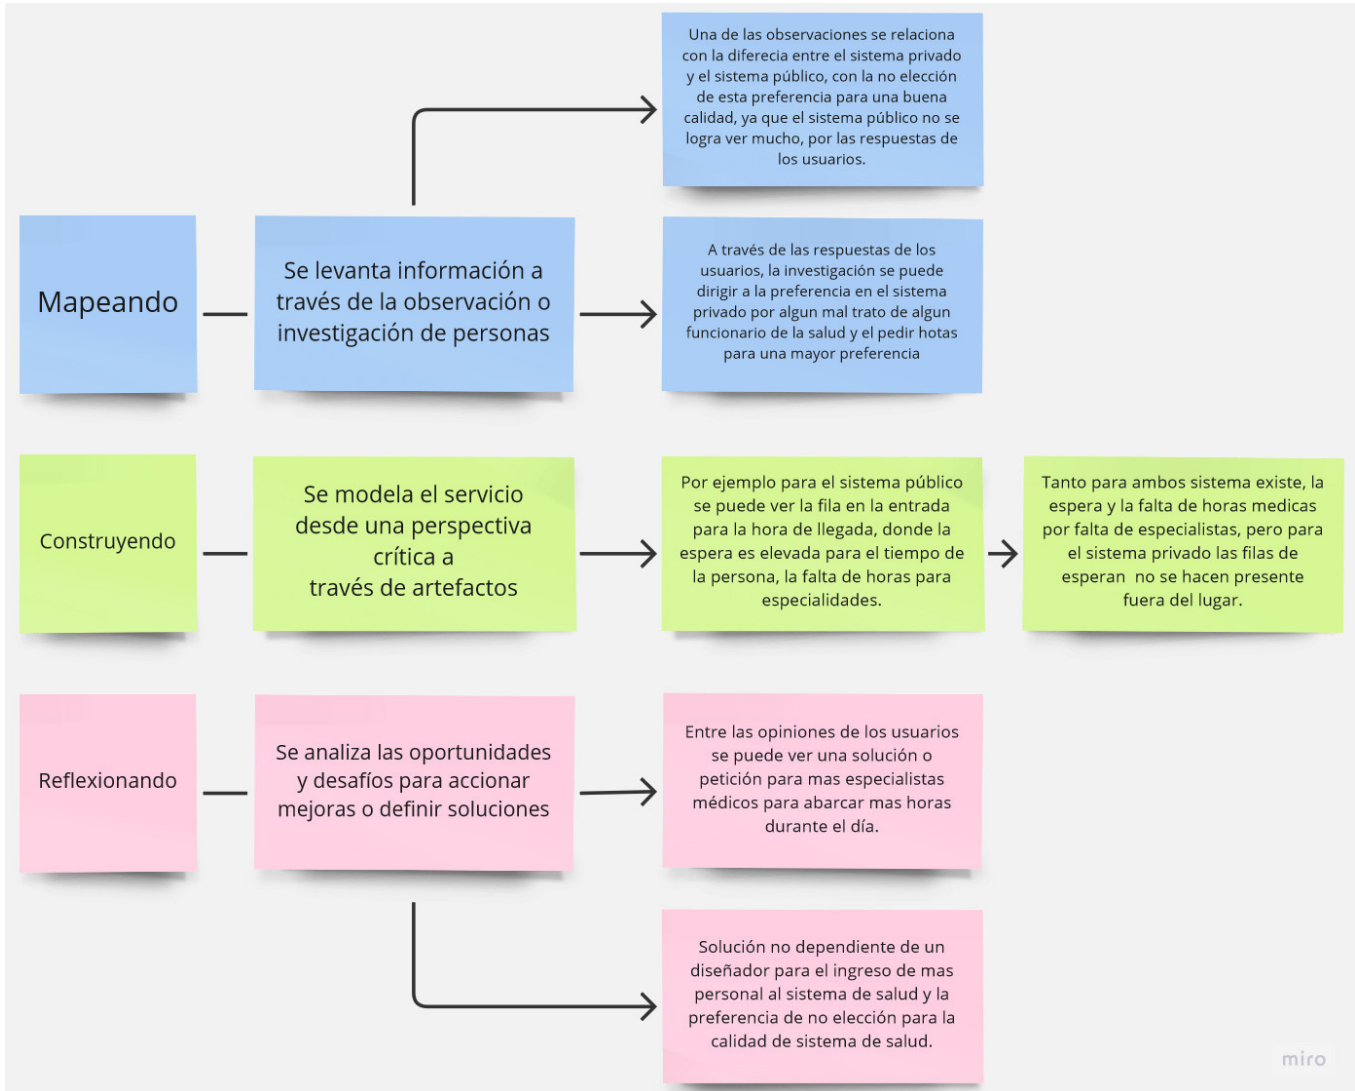 Una de las observaciones se relaciona
con la diferecia entre el sistema privado
y el sistema público, con la no elección
de esta preferencia para una buena
calidad, ya que el sistema público no se
logra ver mucho, por las respuestas de
los usuarios.
Mapeando
Se levanta información a
través de la observación o
investigación de personas
A través de las respuestas de los
usuarios, la investigación se puede
dirigir a la preferencia en el sistema
privado por algun mal trato de algun
funcionario de la salud y el pedir hotas
para una mayor preferencia
Construyendo
Se modela el servicio
desde una perspectiva
crítica a
través de artefactos
Por ejemplo para el sistema público
se puede ver la fila en la entrada
para la hora de llegada, donde la
espera es elevada para el tiempo de
la persona, la falta de horas para
especialidades.
Tanto para ambos sistema existe, la
espera y la falta de horas medicas
por falta de especialistas, pero para
el sistema privado las filas de
esperan no se hacen presente
fuera del lugar.
Reflexionando
Se analiza las oportunidades
y desafíos para accionar
mejoras o definir soluciones
Entre las opiniones de los usuarios
se puede ver una solución o
petición para mas especialistas
médicos para abarcar mas horas
durante el día.
Solución no dependiente de un
diseñador para el ingreso de mas
personal al sistema de salud y la
preferencia de no elección para la
calidad de sistema de salud.
miro